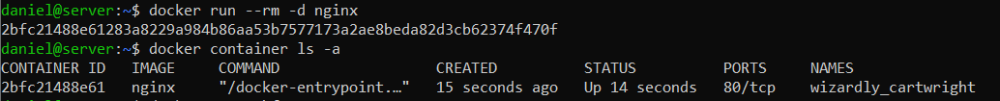 daniel@server:~$ docker run --rm -d nginx
2bfc21488e61283a8229a984b86aa53b7577173a2ae8beda82d3cb62374f470f
daniel@server:~$ docker container ls -a
CONTAINER ID   IMAGE   COMMAND   CREATED   STATUS   PORTS   NAMES
2bfc21488e61   nginx   "/docker-entrypoint.…"   15 seconds ago   Up 14 seconds   80/tcp   wizardly_cartwright